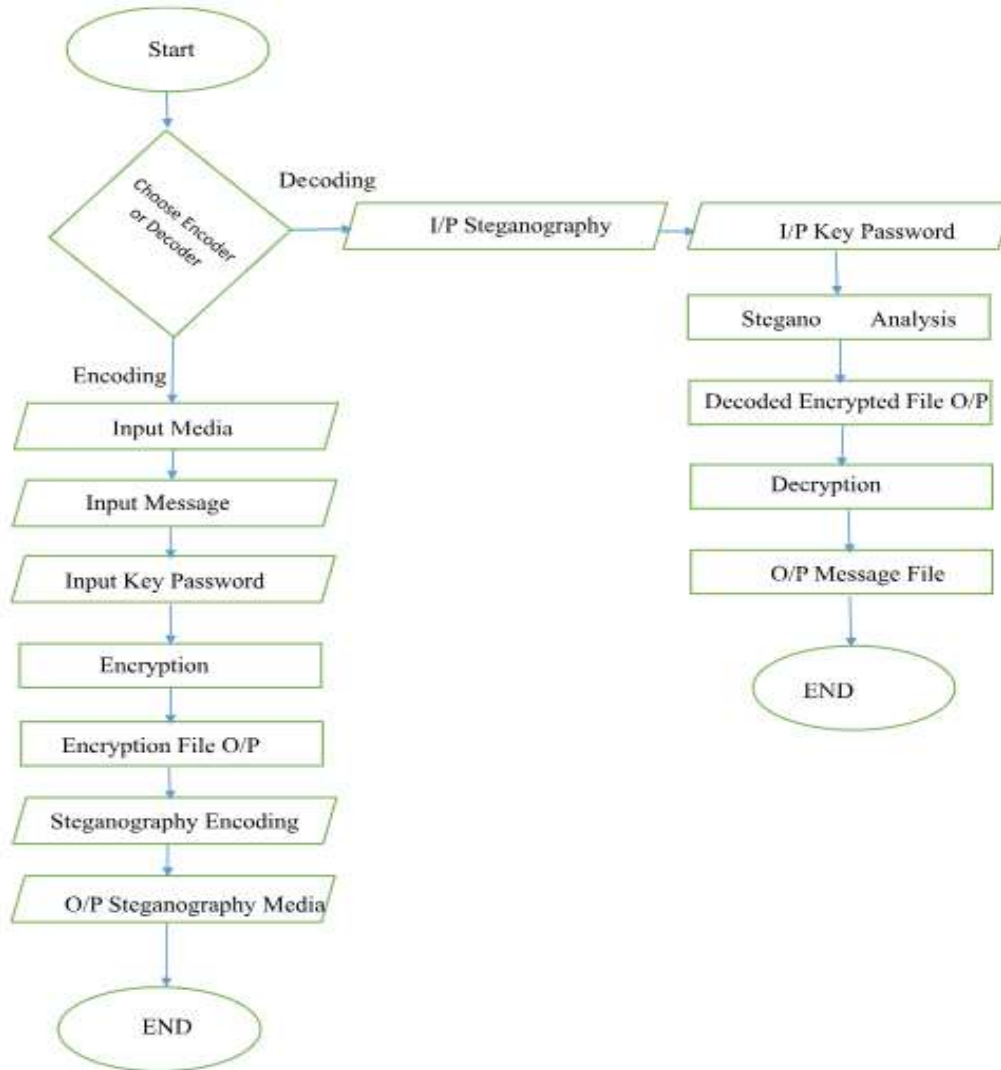 Start
Choose Encoder
or Decoder
Decoding
I/P Steganography
I/P Key Password
Stegano Analysis
Decoded Encrypted File O/P
Decryption
O/P Message File
END
Encoding
Input Media
Input Message
Input Key Password
Encryption
Encryption File O/P
Steganography Encoding
O/P Steganography Media
END